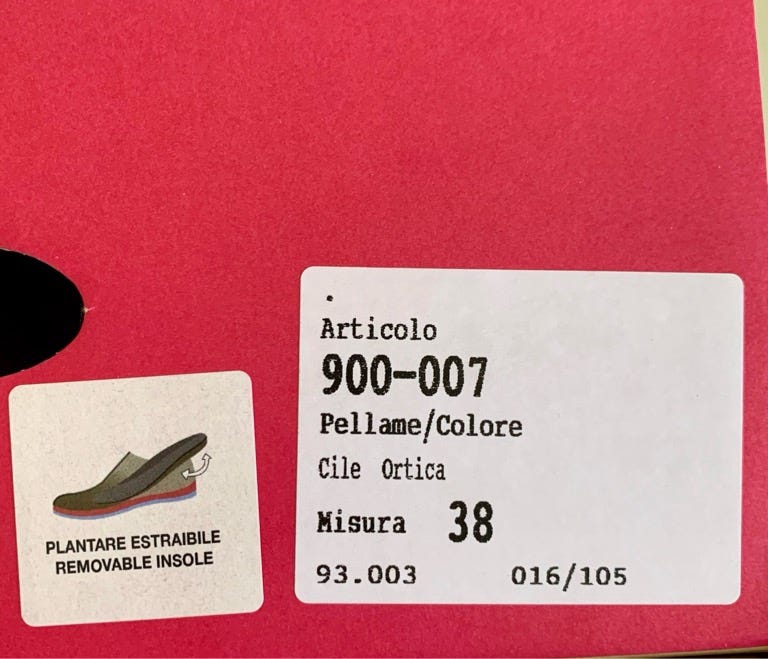 .
Articolo
900-007
Pellame/Colore
Cile Ortica
Misura 38
93.003 016/105
PLANTARE ESTRAIBILE
REMOVABLE INSOLE